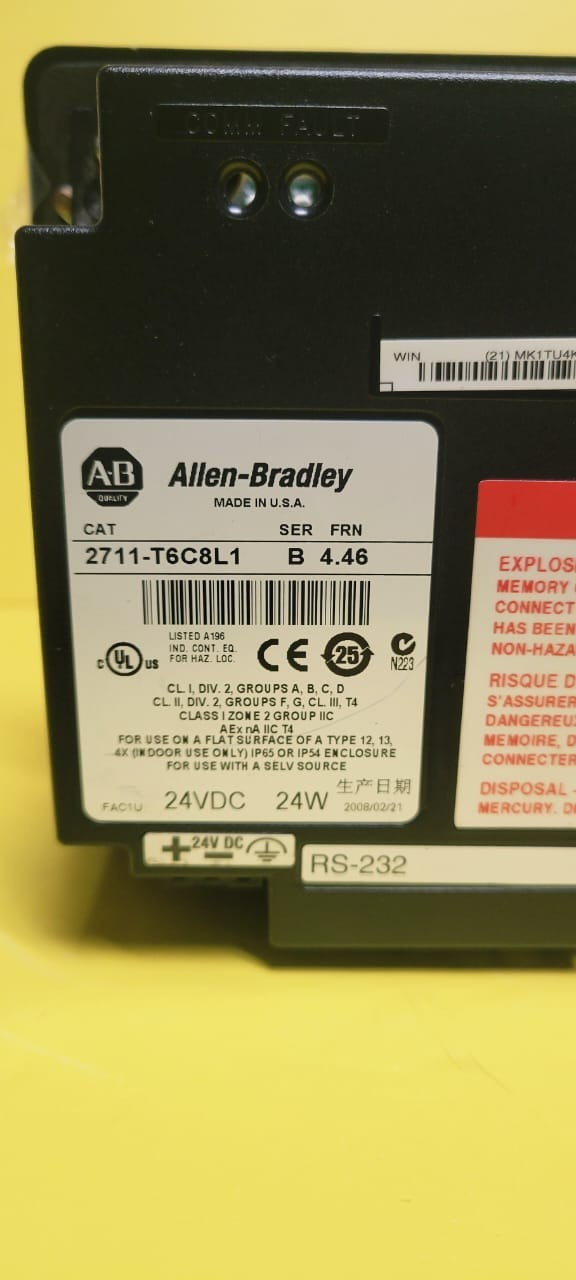 COMM FAULT
WIN (21) MK1TU4K
A-B
QUALITY
Allen-Bradley
MADE IN U.S.A.
CAT SER FRN
2711-T6C8L1 B 4.46
LISTED A196
IND. CONT. EQ.
FOR HAZ. LOC.
C UL US
CE
25
N223
CL. I, DIV. 2, GROUPS A, B, C, D
CL. II, DIV. 2, GROUPS F, G, CL. III, T4
CLASS I ZONE 2 GROUP IIC
AEx nA IIC T4
FOR USE ON A FLAT SURFACE OF A TYPE 12, 13,
4X (INDOOR USE ONLY) IP65 OR IP54 ENCLOSURE
FOR USE WITH A SELV SOURCE
生产日期
FAC1U 24VDC 24W 2008/02/21
EXPLOSI
MEMORY
CONNECT
HAS BEEN
NON-HAZA
RISQUE D
S'ASSURER
DANGEREUX
MEMOIRE, D
CONNECTER
DISPOSAL -
MERCURY. DI
+ 24V DC -
RS-232